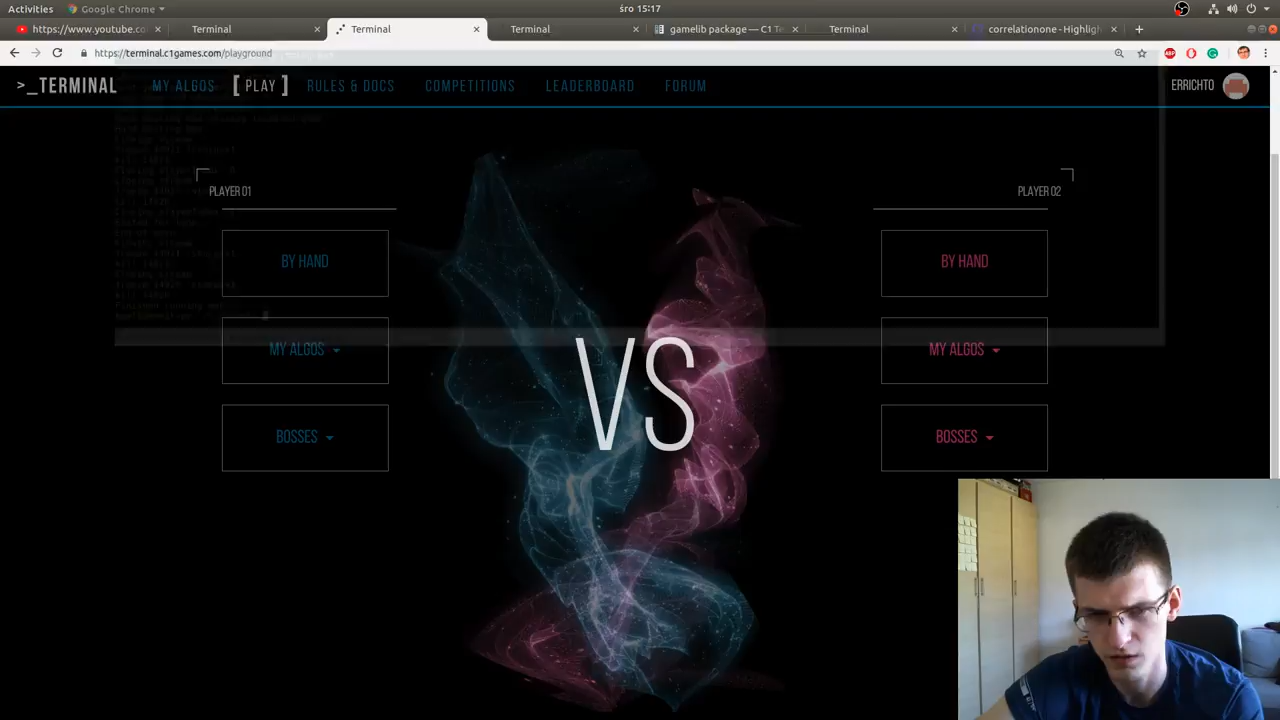 Activities Google Chrome śro 15:17
https://www.youtube.co Terminal Terminal Terminal gamelib package — C1 Te Terminal correlationone - Highligh
https://terminal.c1games.com/playground
>_TERMINAL MY ALGOS [ PLAY ] RULES & DOCS COMPETITIONS LEADERBOARD FORUM ERRICHTO
PLAYER 01 PLAYER 02
BY HAND BY HAND
VS
MY ALGOS MY ALGOS
BOSSES BOSSES